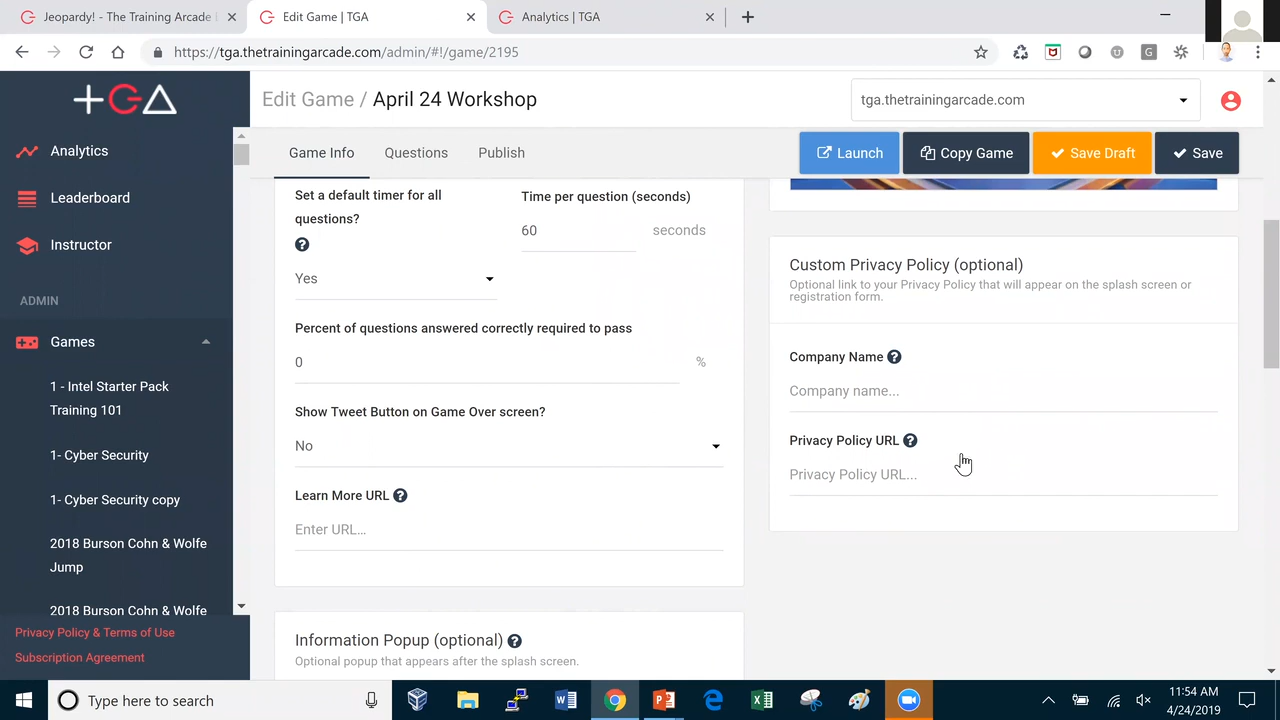 Jeopardy! - The Training Arcade
Edit Game | TGA
Analytics | TGA
https://tga.thetrainingarcade.com/admin/#!/game/2195
Edit Game / April 24 Workshop
tga.thetrainingarcade.com
Analytics
Leaderboard
Instructor
ADMIN
Games
1 - Intel Starter Pack
Training 101
1- Cyber Security
1- Cyber Security copy
2018 Burson Cohn & Wolfe
Jump
2018 Burson Cohn & Wolfe
Privacy Policy & Terms of Use
Subscription Agreement
Game Info
Questions
Publish
Launch
Copy Game
Save Draft
Save
Set a default timer for all
questions?
Yes
Time per question (seconds)
60 seconds
Percent of questions answered correctly required to pass
0 %
Show Tweet Button on Game Over screen?
No
Learn More URL
Enter URL...
Information Popup (optional)
Optional popup that appears after the splash screen.
Custom Privacy Policy (optional)
Optional link to your Privacy Policy that will appear on the splash screen or
registration form.
Company Name
Company name...
Privacy Policy URL
Privacy Policy URL...
Type here to search
11:54 AM
4/24/2019